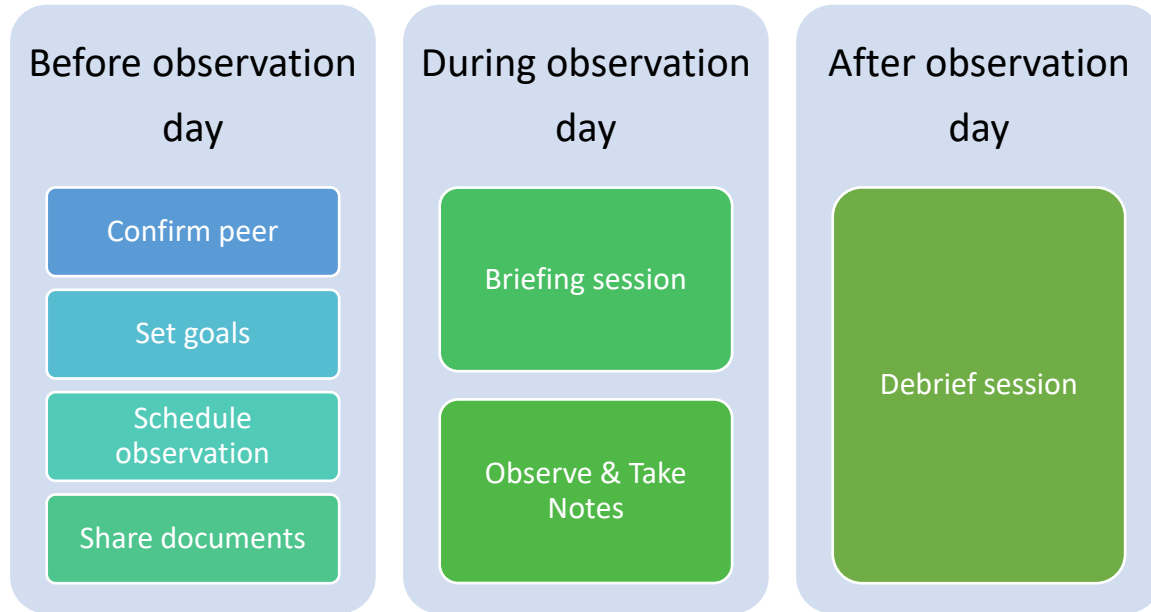 Before observation
day
Confirm peer
Set goals
Schedule
observation
Share documents
During observation
day
Briefing session
Observe & Take
Notes
After observation
day
Debrief session